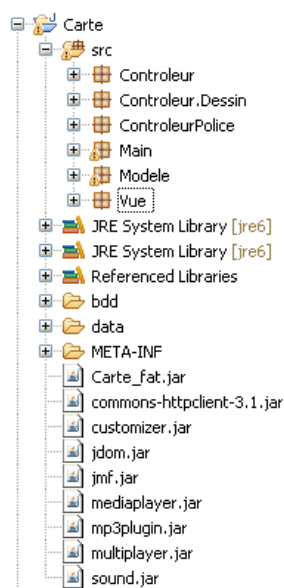 Carte
src
Controleur
Controleur.Dessin
ControleurPolice
Main
Modele
Vue
JRE System Library [jre6]
JRE System Library [jre6]
Referenced Libraries
bdd
data
META-INF
Carte_fat.jar
commons-httpclient-3.1.jar
customizer.jar
jdom.jar
jmf.jar
mediaplayer.jar
mp3plugin.jar
multiplayer.jar
sound.jar